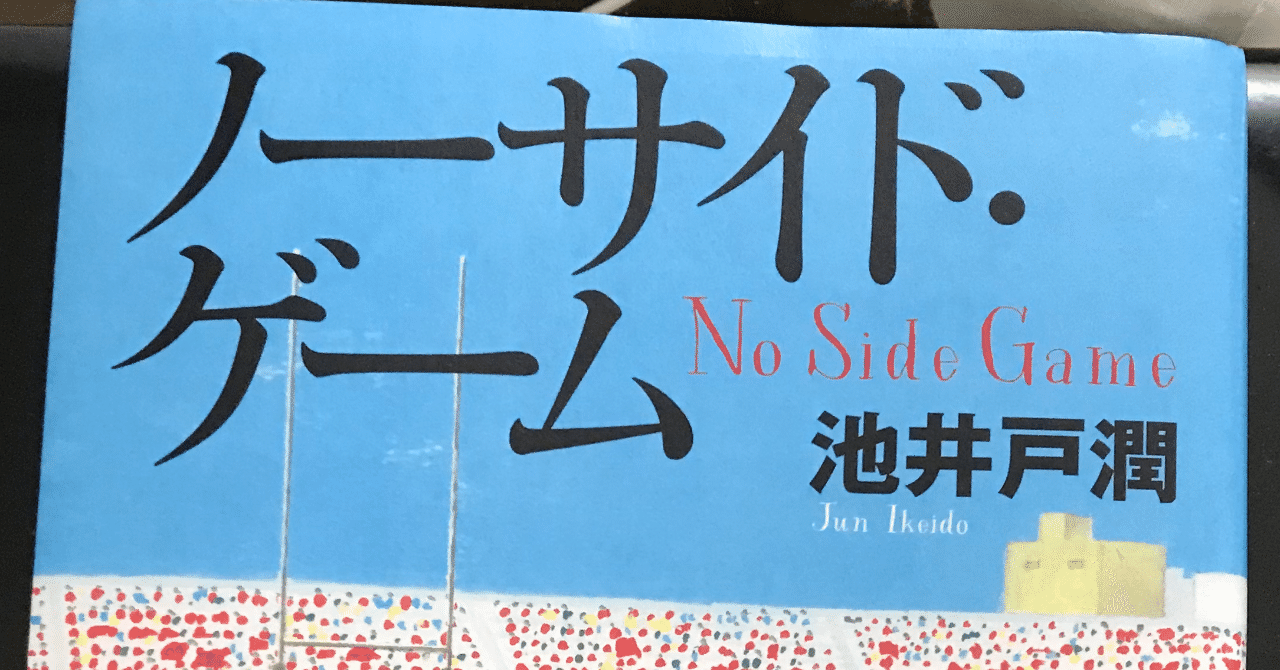 ノーサイド・
ゲーム
No Side Game
池井戸潤
Jun Ikeido